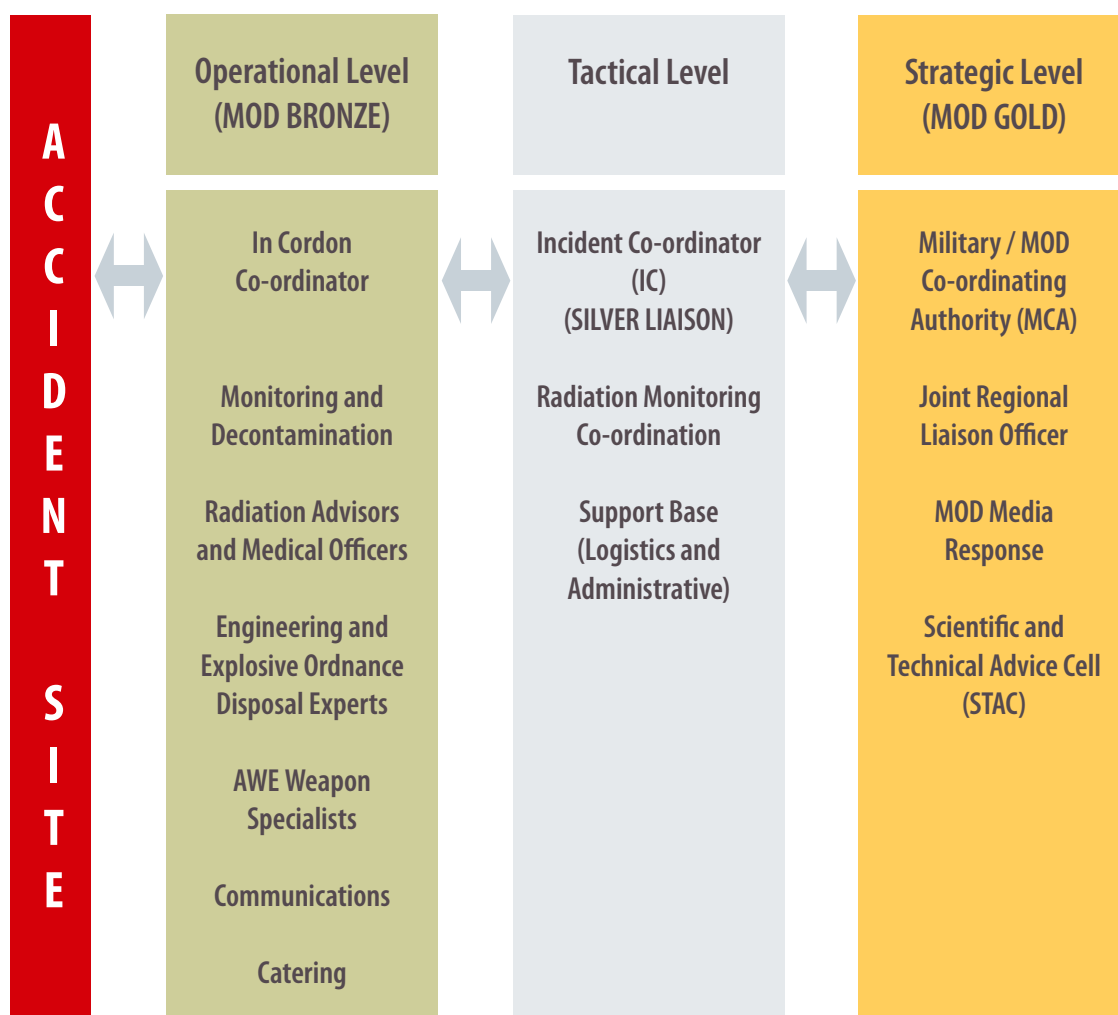 ACCIDENT SITE
Operational Level
(MOD BRONZE)
In Cordon
Co-ordinator
Monitoring and
Decontamination
Radiation Advisors
and Medical Officers
Engineering and
Explosive Ordnance
Disposal Experts
AWE Weapon
Specialists
Communications
Catering
Tactical Level
Incident Co-ordinator
(IC)
(SILVER LIAISON)
Radiation Monitoring
Co-ordination
Support Base
(Logistics and
Administrative)
Strategic Level
(MOD GOLD)
Military / MOD
Co-ordinating
Authority (MCA)
Joint Regional
Liaison Officer
MOD Media
Response
Scientific and
Technical Advice Cell
(STAC)